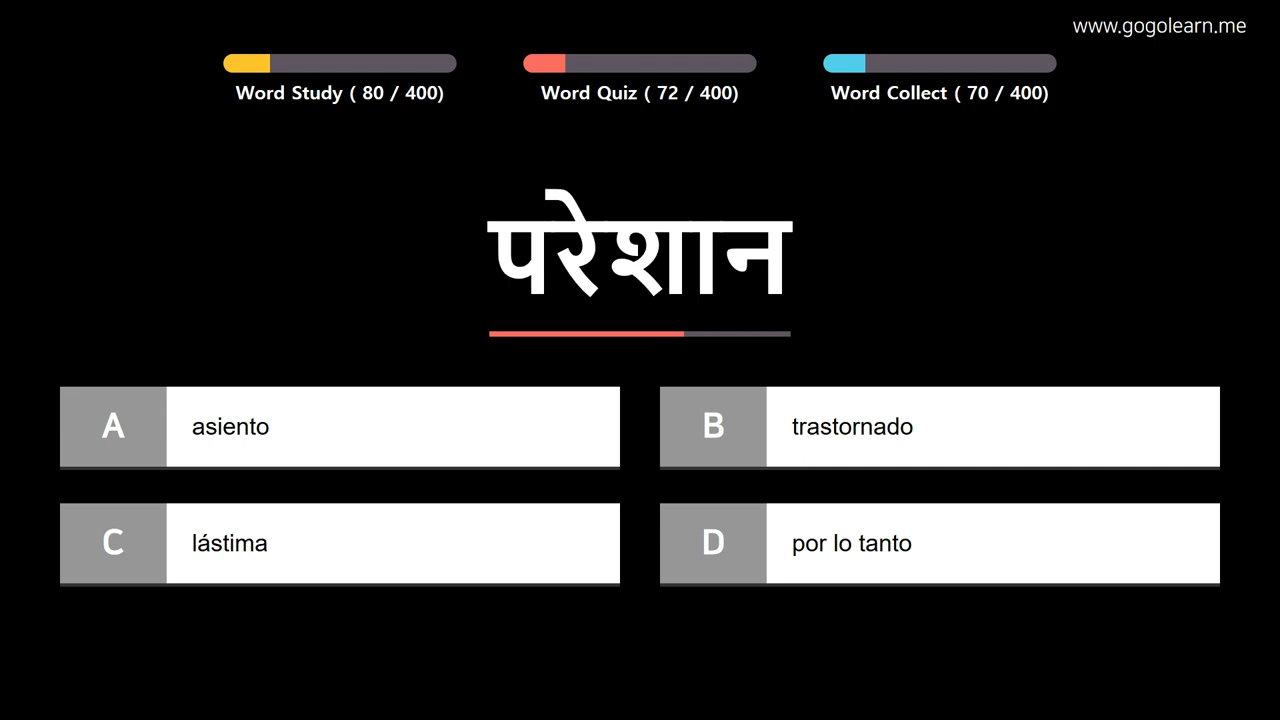 www.gogolearn.me
Word Study ( 80 / 400)
Word Quiz ( 72 / 400)
Word Collect ( 70 / 400)
परेशान
A
asiento
B
trastornado
C
lástima
D
por lo tanto